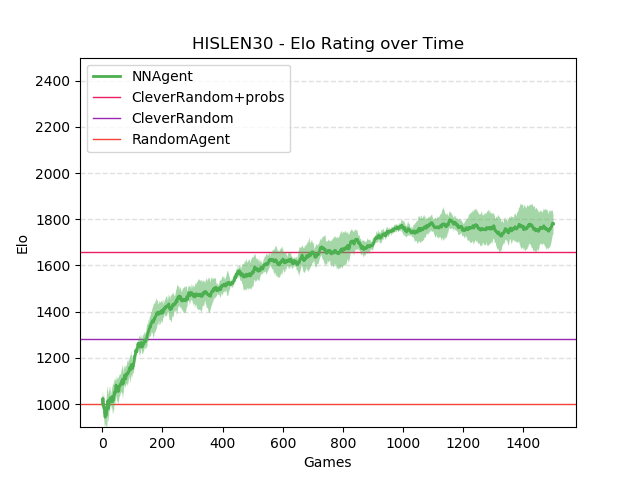 HISLEN30 - Elo Rating over Time
NNAgent
CleverRandom+probs
CleverRandom
RandomAgent
Elo
2400
2200
2000
1800
1600
1400
1200
1000
0 200 400 600 800 1000 1200 1400
Games